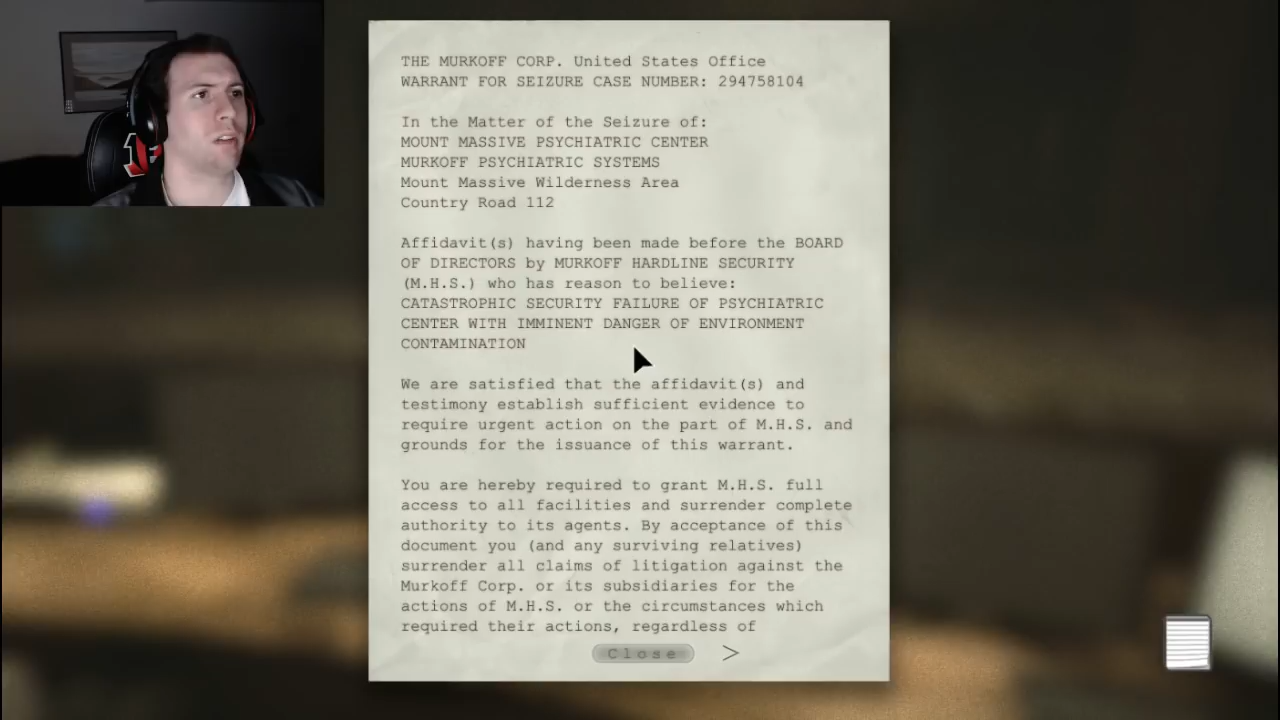 THE MURKOFF CORP. United States Office
WARRANT FOR SEIZURE CASE NUMBER: 294758104
In the Matter of the Seizure of:
MOUNT MASSIVE PSYCHIATRIC CENTER
MURKOFF PSYCHIATRIC SYSTEMS
Mount Massive Wilderness Area
Country Road 112
Affidavit(s) having been made before the BOARD
OF DIRECTORS by MURKOFF HARDLINE SECURITY
(M.H.S.) who has reason to believe:
CATASTROPHIC SECURITY FAILURE OF PSYCHIATRIC
CENTER WITH IMMINENT DANGER OF ENVIRONMENT
CONTAMINATION
We are satisfied that the affidavit(s) and
testimony establish sufficient evidence to
require urgent action on the part of M.H.S. and
grounds for the issuance of this warrant.
You are hereby required to grant M.H.S. full
access to all facilities and surrender complete
authority to its agents. By acceptance of this
document you (and any surviving relatives)
surrender all claims of litigation against the
Murkoff Corp. or its subsidiaries for the
actions of M.H.S. or the circumstances which
required their actions, regardless of
Close >